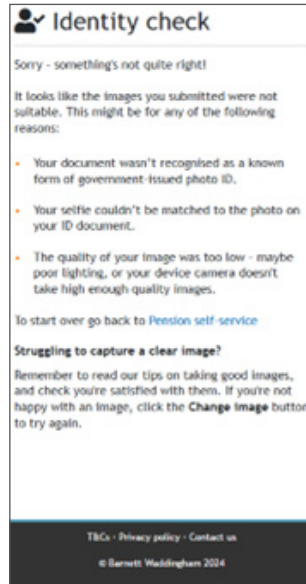 Identity check
Sorry - something's not quite right!
It looks like the images you submitted were not
suitable. This might be for any of the following
reasons:
• Your document wasn't recognised as a known
form of government-issued photo ID.
• Your selfie couldn't be matched to the photo on
your ID document.
• The quality of your image was too low - maybe
poor lighting, or your device camera doesn't
take high enough quality images.
To start over go back to Pension self-service
Struggling to capture a clear image?
Remember to read our tips on taking good images,
and check you're satisfied with them. If you're not
happy with an image, click the Change image button
to try again.
T&Cs · Privacy policy · Contact us
© Barnett Waddingham 2024